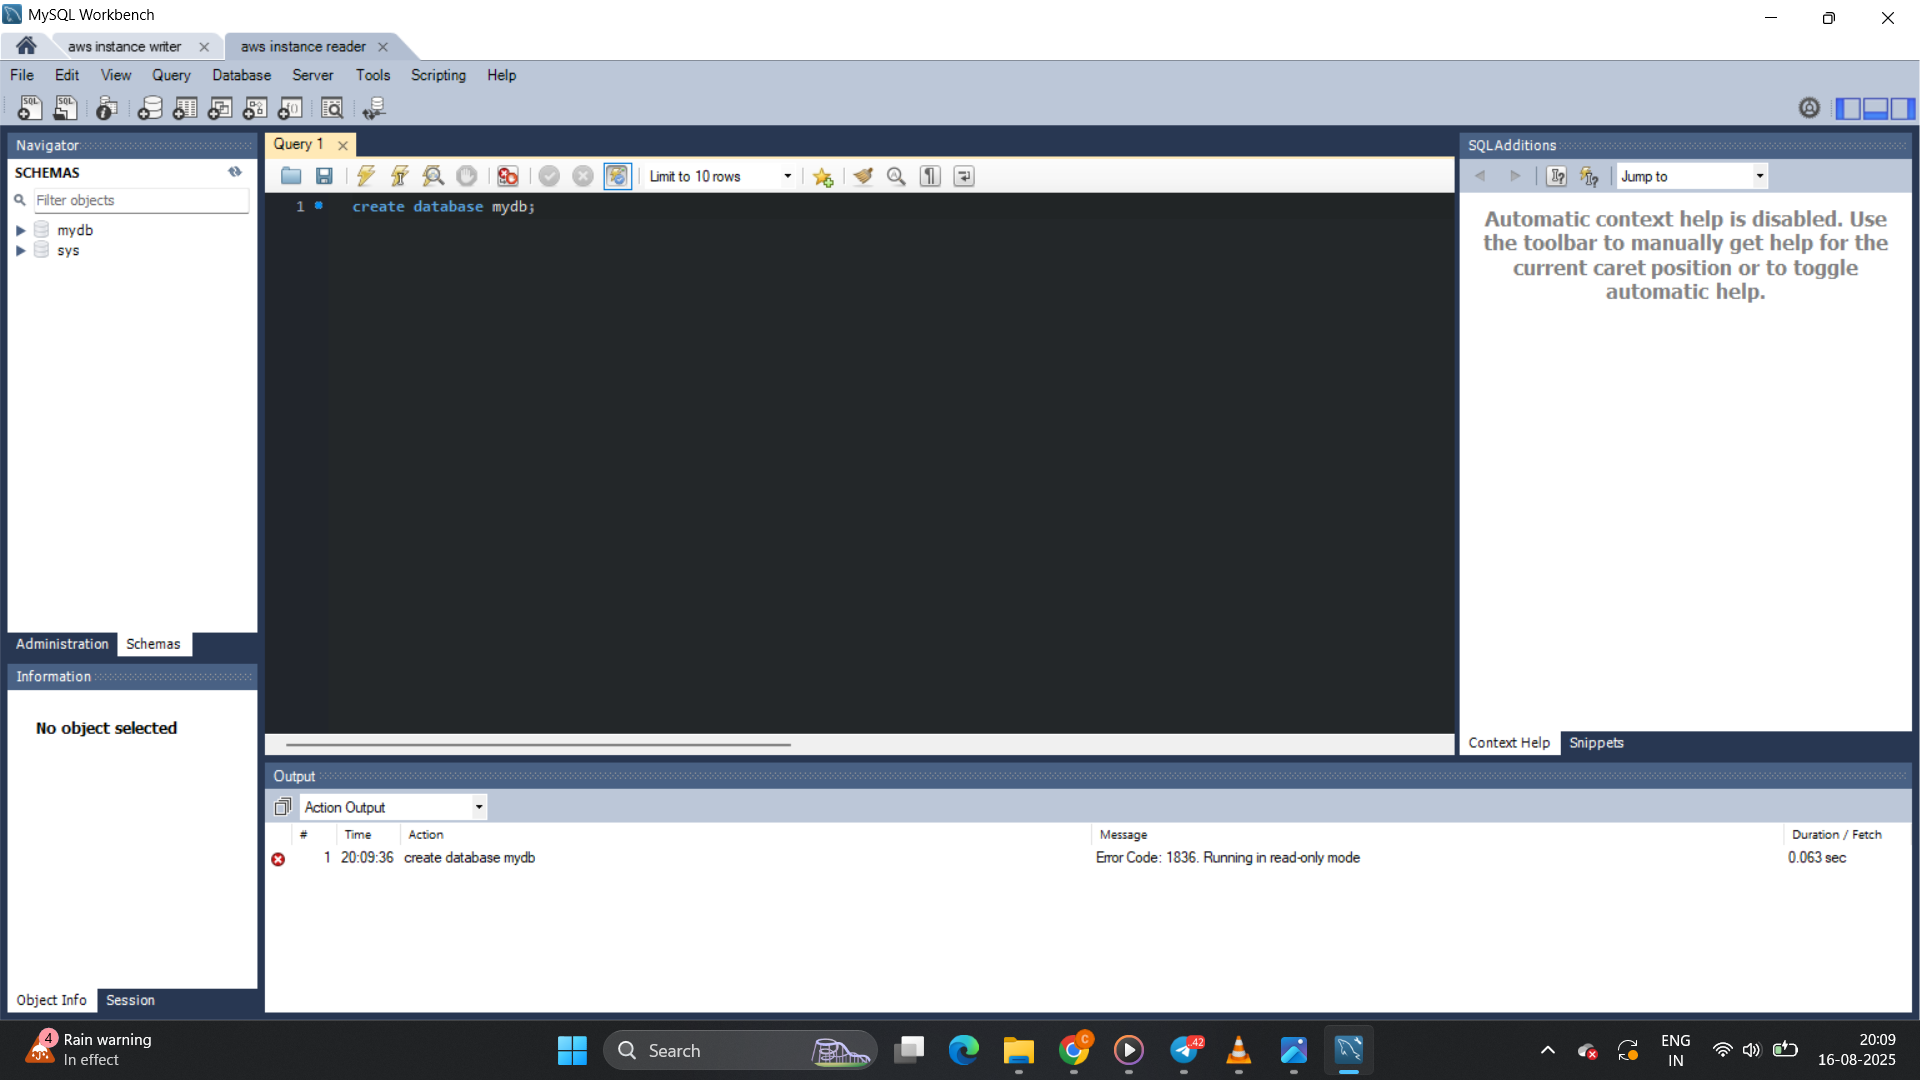 MySQL Workbench
aws instance writer
aws instance reader
File Edit View Query Database Server Tools Scripting Help
Navigator
SCHEMAS
Filter objects
mydb
sys
Administration Schemas
Information
No object selected
Object Info Session
Query 1
Limit to 10 rows
1 create database mydb;
SQLAdditions
Jump to
Automatic context help is disabled. Use
the toolbar to manually get help for the
current caret position or to toggle
automatic help.
Context Help Snippets
Output
Action Output
# Time Action Message Duration / Fetch
1 20:09:36 create database mydb Error Code: 1836. Running in read-only mode 0.063 sec
4
Rain warning
In effect
Search
C
42
ENG
IN
20:09
16-08-2025